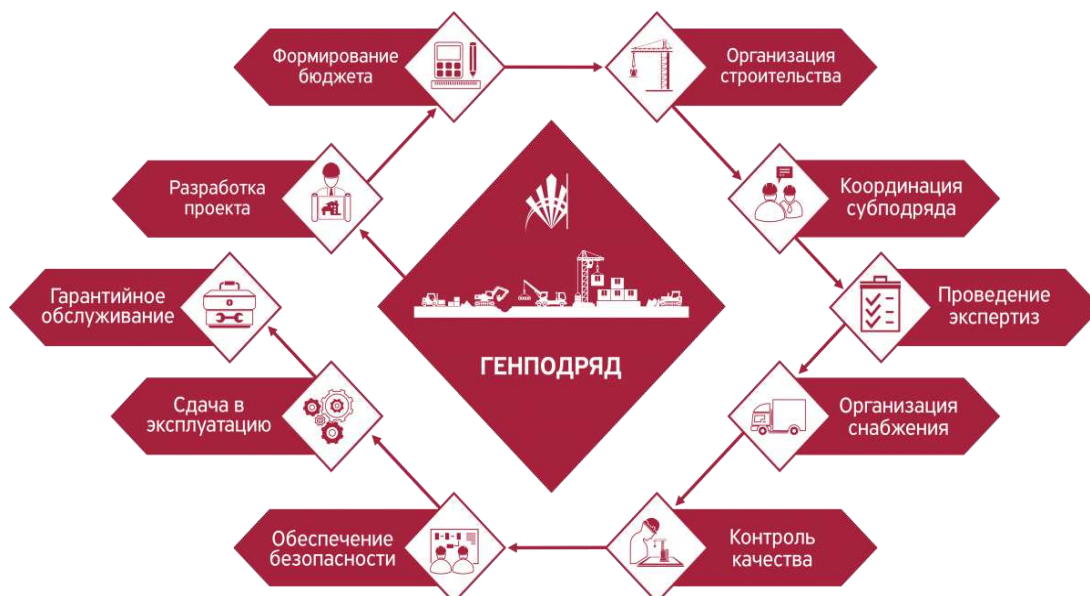 Формирование
бюджета
Организация
строительства
Разработка
проекта
Координация
субподряда
Гарантийное
обслуживание
Проведение
экспертиз
ГЕНПОДРЯД
Сдача в
эксплуатацию
Организация
снабжения
Обеспечение
безопасности
Контроль
качества